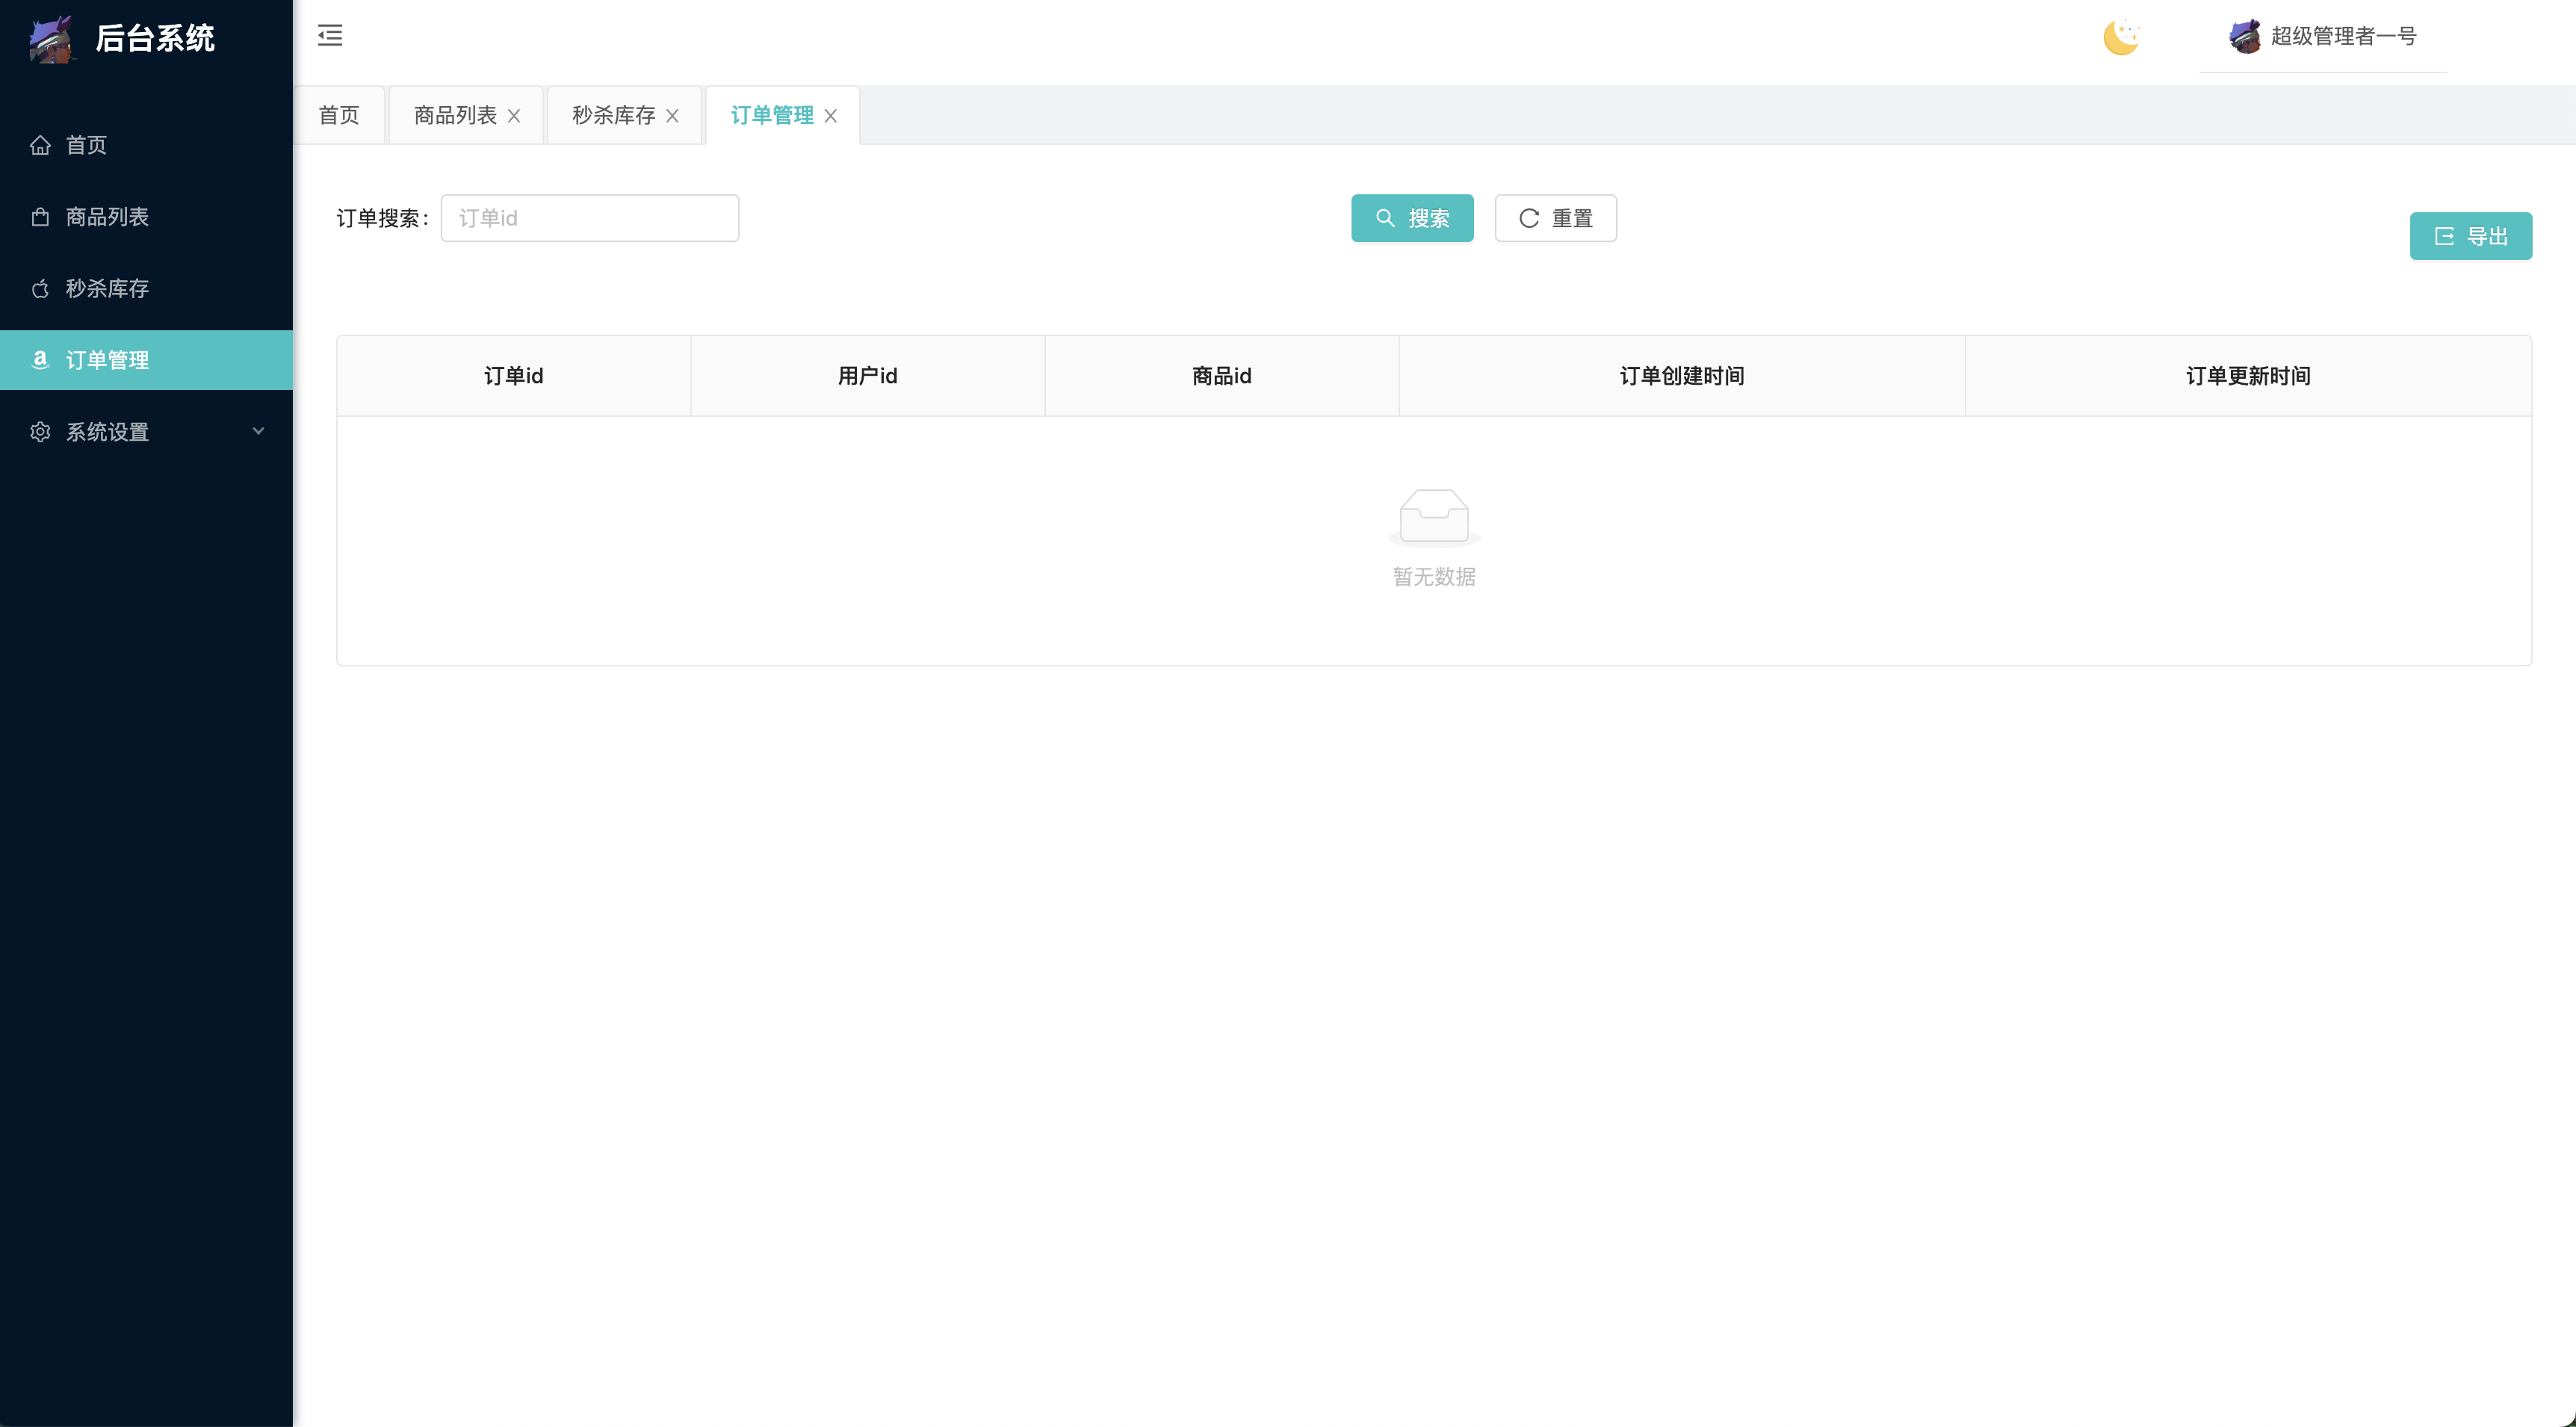 后台系统
超级管理者一号
首页
商品列表
秒杀库存
订单管理
系统设置
首页
商品列表
秒杀库存
订单管理
订单搜索：
订单id
搜索
重置
导出
订单id
用户id
商品id
订单创建时间
订单更新时间
暂无数据